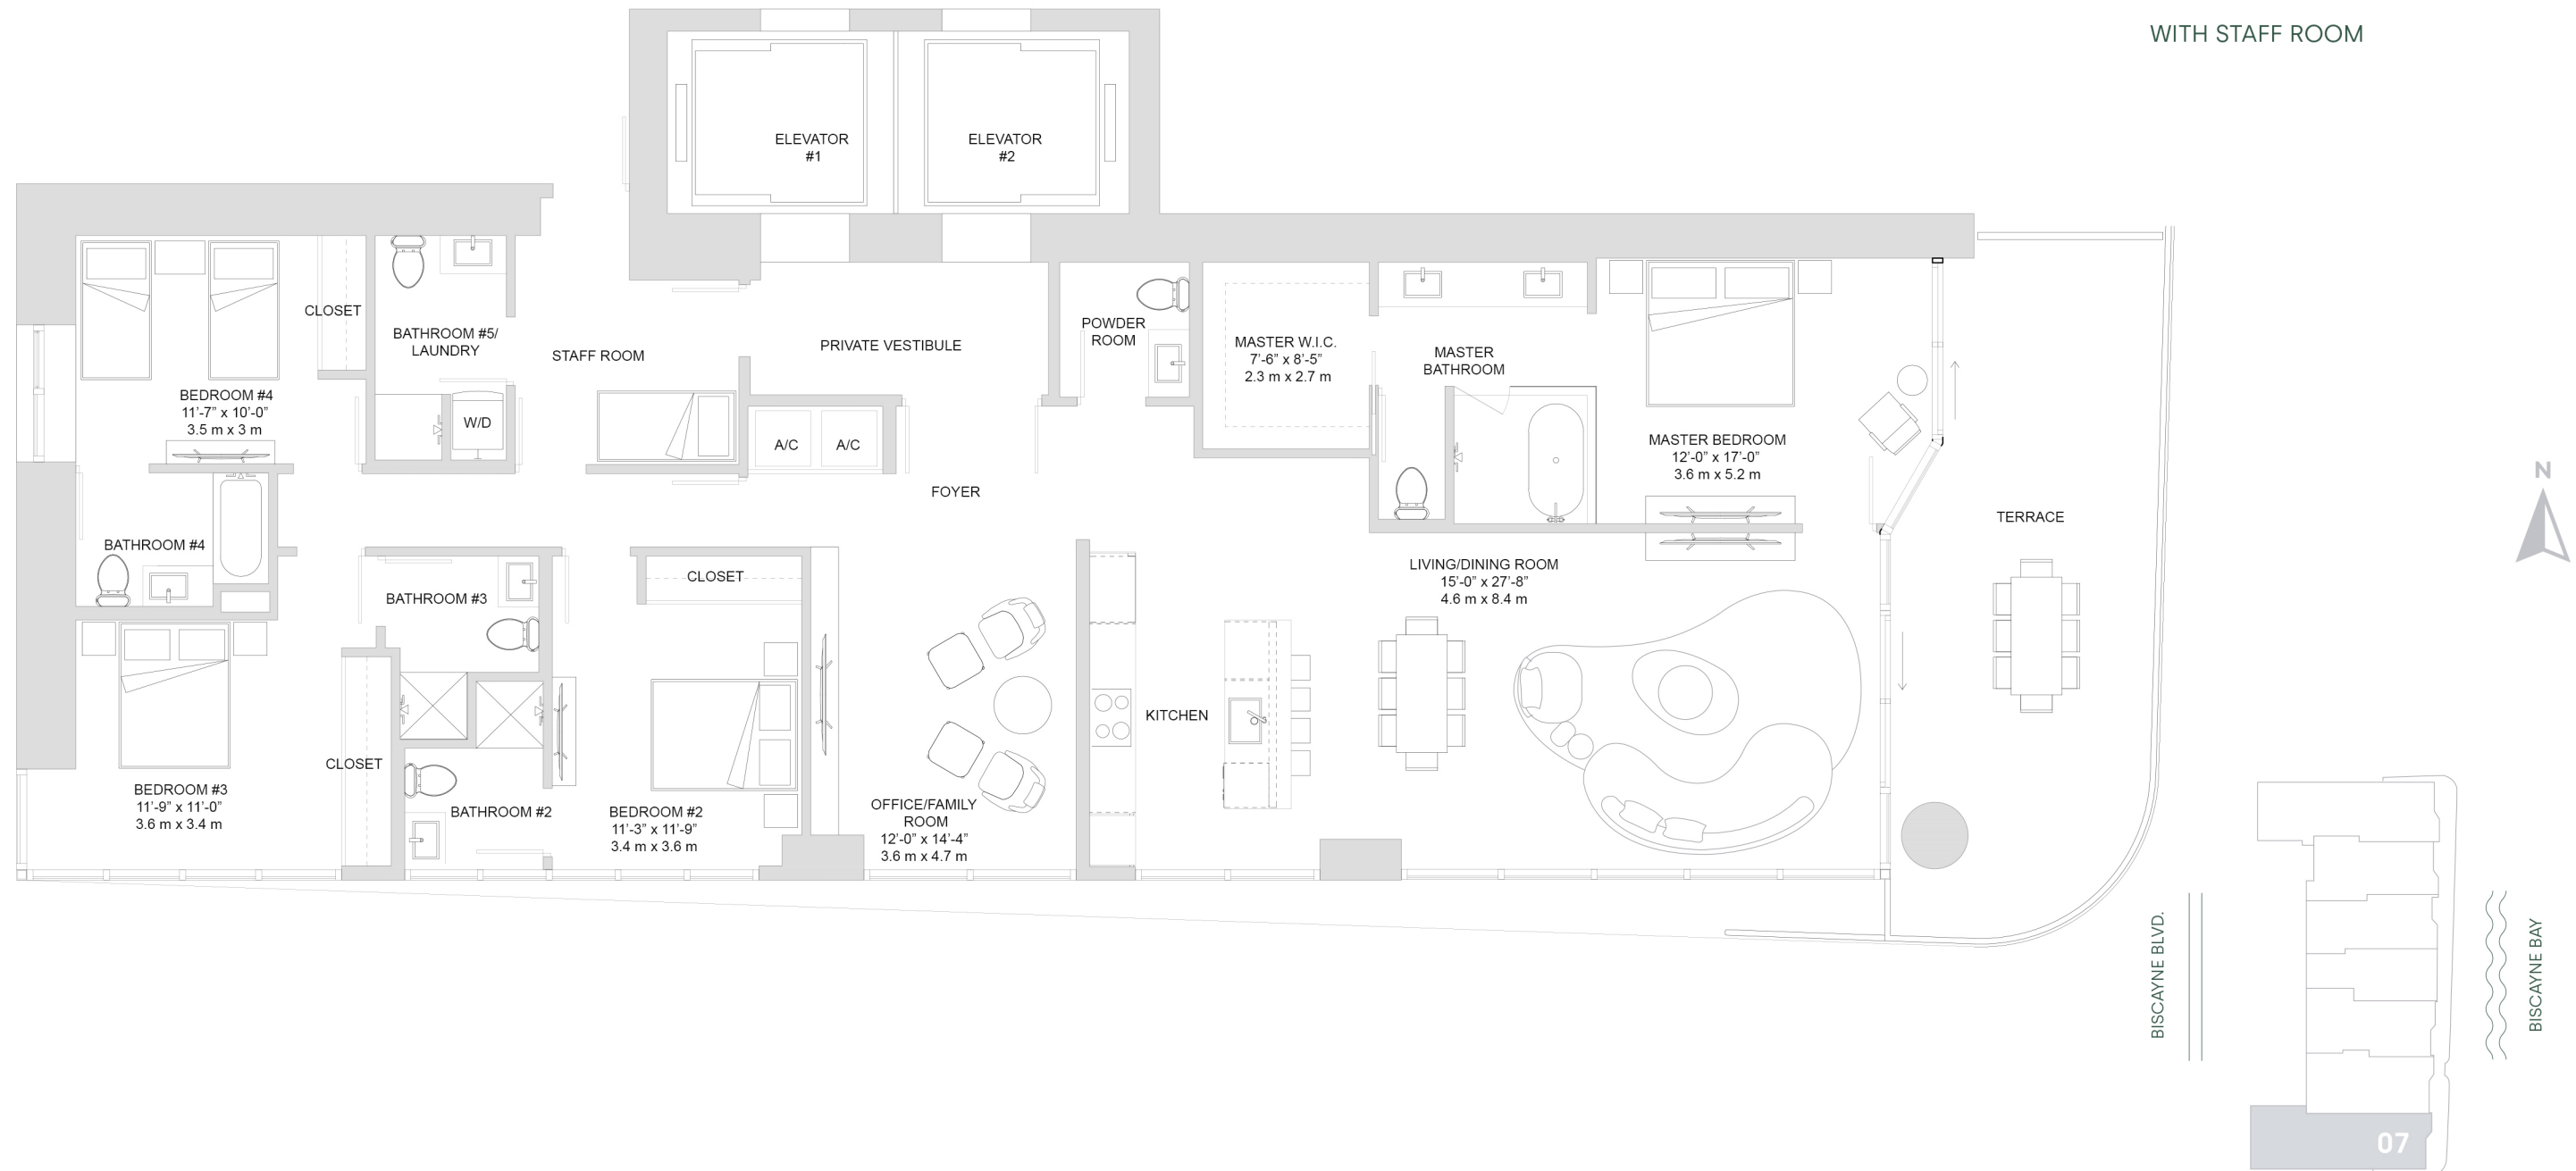 WITH STAFF ROOM
ELEVATOR
#1
ELEVATOR
#2
CLOSET
BATHROOM #5/
LAUNDRY
STAFF ROOM
PRIVATE VESTIBULE
POWDER
ROOM
MASTER W.I.C.
7'-6” x 8'-5”
2.3 m x 2.7 m
MASTER
BATHROOM
BEDROOM #4
11'-7” x 10'-0”
3.5 m x 3 m
W/D
A/C
A/C
MASTER BEDROOM
12'-0” x 17'-0”
3.6 m x 5.2 m
FOYER
TERRACE
N
BATHROOM #4
BATHROOM #3
CLOSET
LIVING/DINING ROOM
15'-0” x 27'-8”
4.6 m x 8.4 m
KITCHEN
CLOSET
BEDROOM #3
11'-9” x 11'-0”
3.6 m x 3.4 m
BATHROOM #2
BEDROOM #2
11'-3” x 11'-9”
3.4 m x 3.6 m
OFFICE/FAMILY
ROOM
12'-0” x 14'-4”
3.6 m x 4.7 m
BISCAYNE BLVD.
BISCAYNE BAY
07